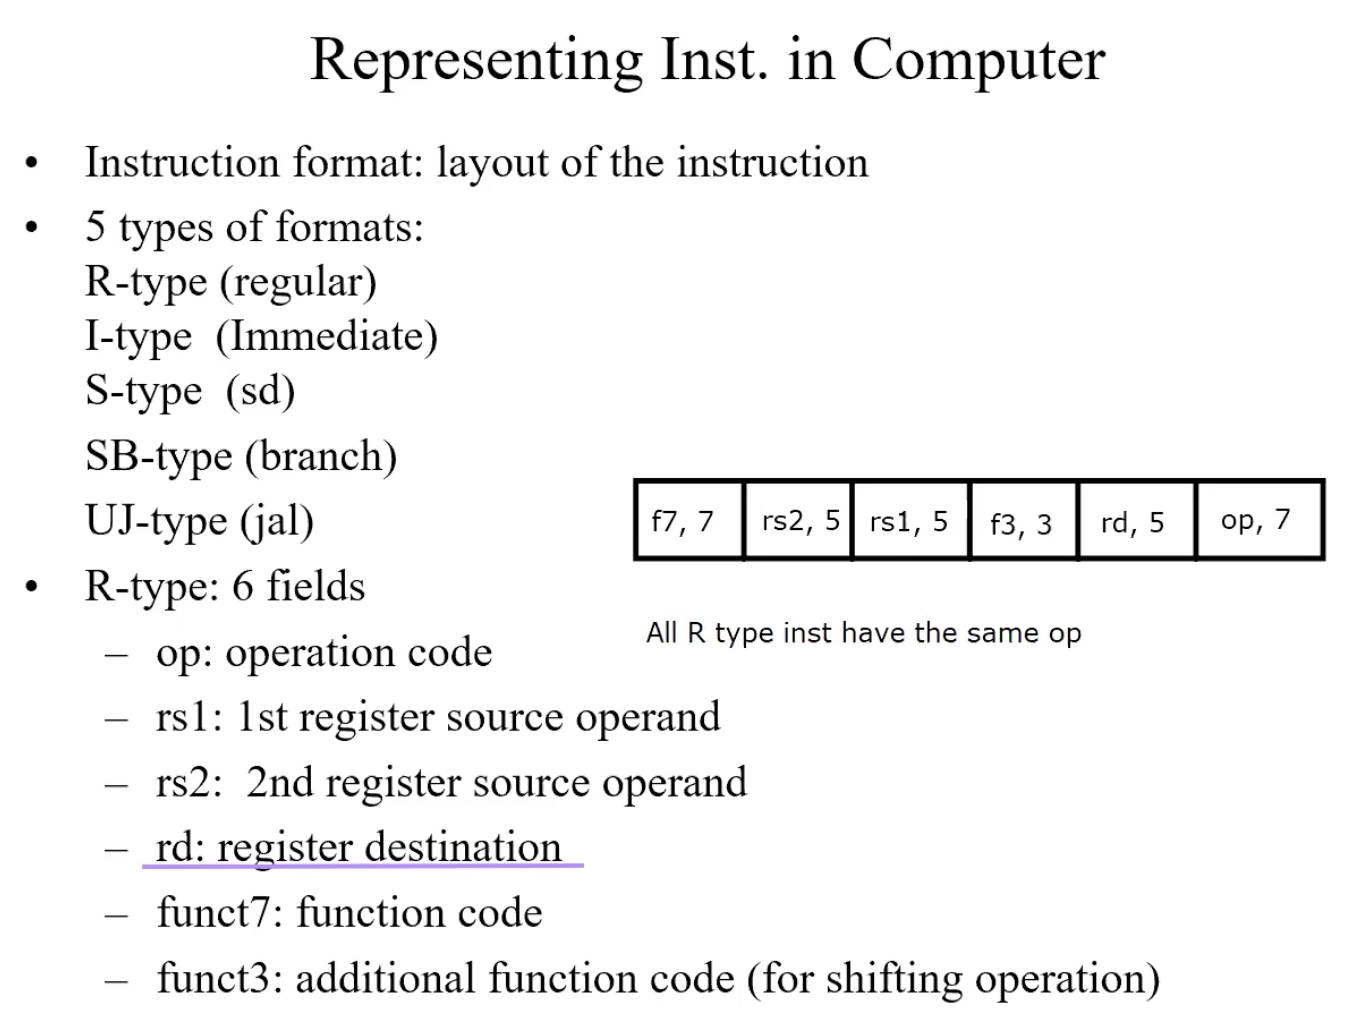 Representing Inst. in Computer
• Instruction format: layout of the instruction
• 5 types of formats:
R-type (regular)
I-type (Immediate)
S-type (sd)
SB-type (branch)
UJ-type (jal)
f7, 7 rs2, 5 rs1, 5 f3, 3 rd, 5 op, 7
• R-type: 6 fields
All R type inst have the same op
– op: operation code
– rs1: 1st register source operand
– rs2: 2nd register source operand
– rd: register destination
– funct7: function code
– funct3: additional function code (for shifting operation)